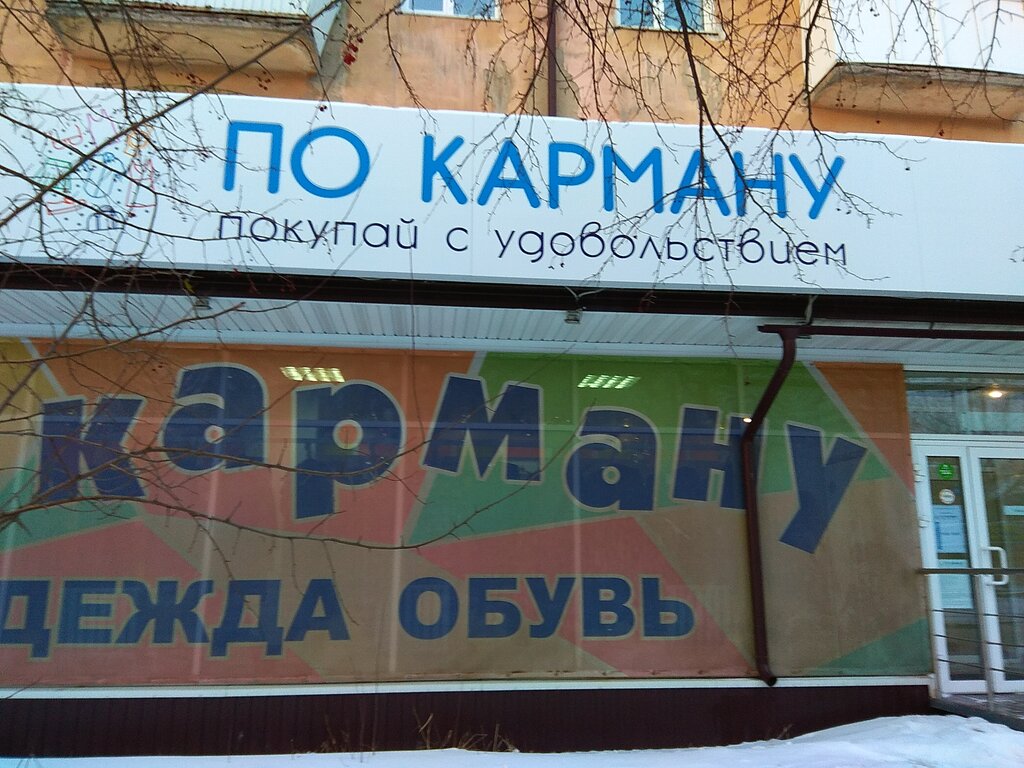 ПО КАРМАНУ
покупай с удовольствием
карману
ДЕЖДА ОБУВЬ